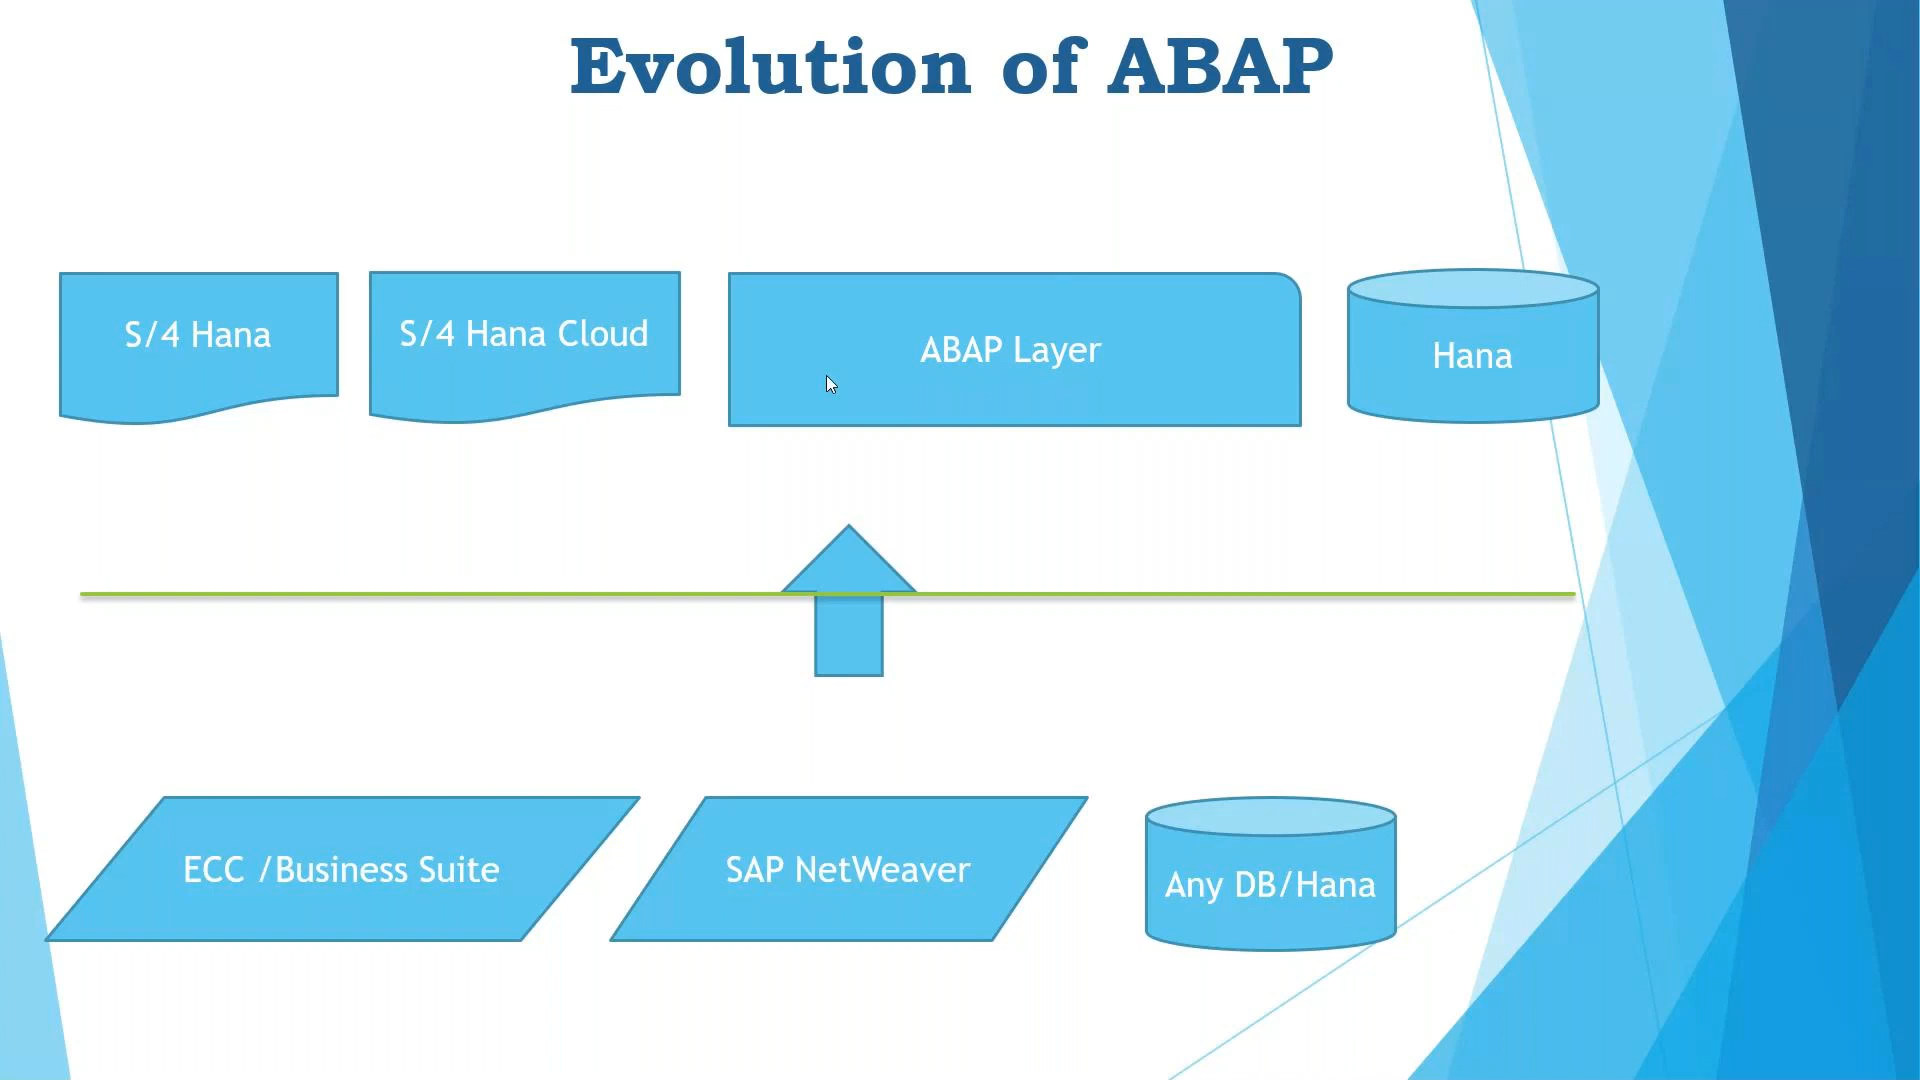 Evolution of ABAP
S/4 Hana
S/4 Hana Cloud
ABAP Layer
Hana
ECC /Business Suite
SAP NetWeaver
Any DB/Hana